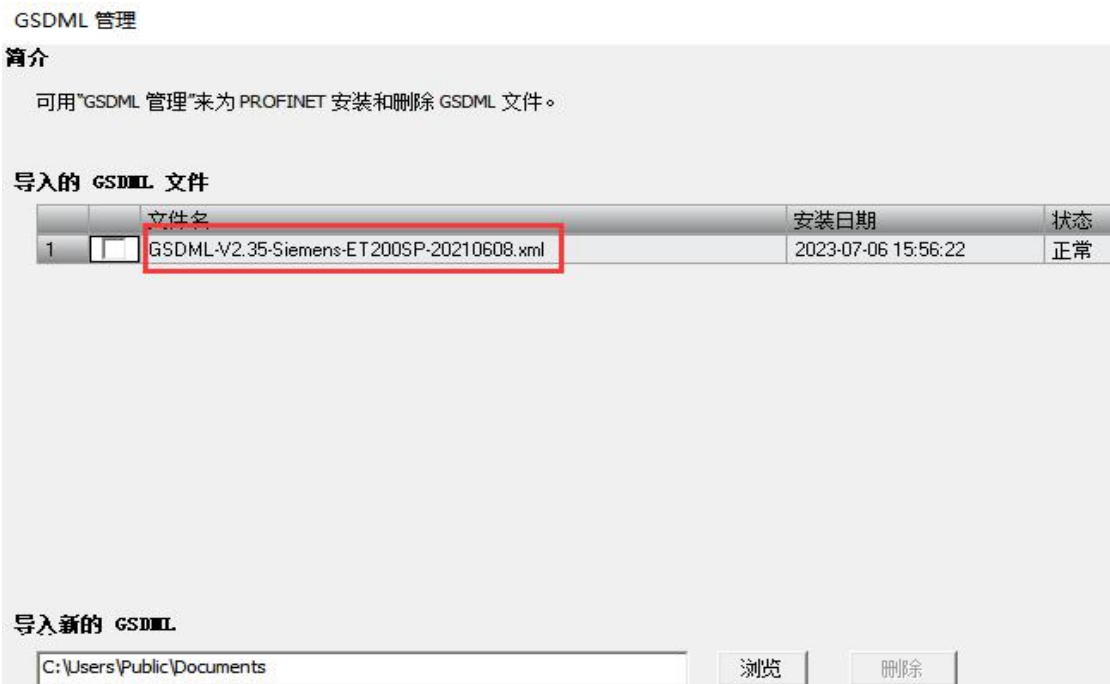 GSDML 管理
简介
可用"GSDML 管理"来为 PROFINET 安装和删除 GSDML 文件。
导入的 GSDML 文件
文件名 安装日期 状态
1 GSDML-V2.35-Siemens-ET200SP-20210608.xml 2023-07-06 15:56:22 正常
导入新的 GSDML
C:\Users\Public\Documents 浏览 删除